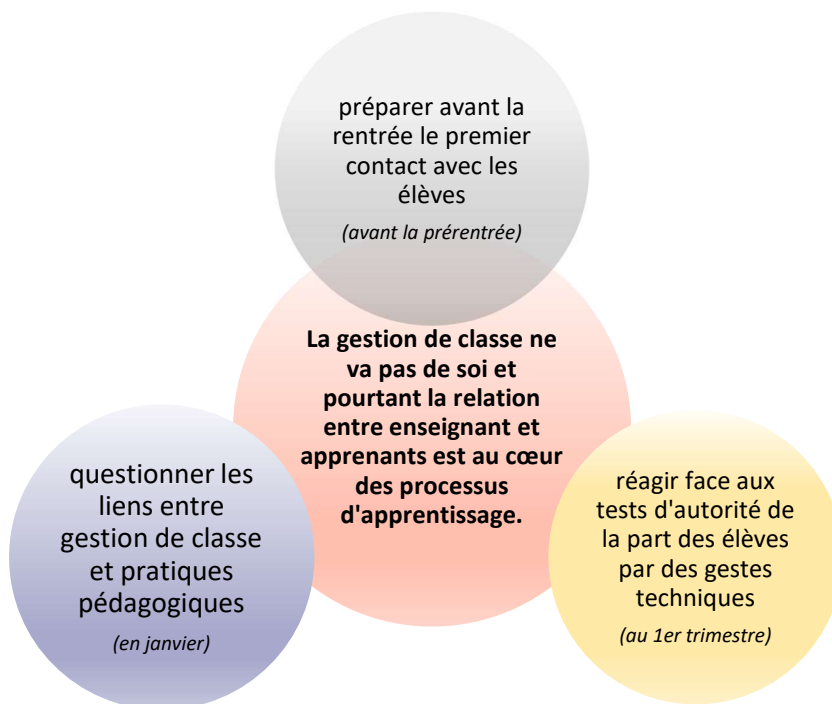 préparer avant la
rentrée le premier
contact avec les
élèves
(avant la prérentrée)
La gestion de classe ne
va pas de soi et
pourtant la relation
entre enseignant et
apprenants est au cœur
des processus
d'apprentissage.
questionner les
liens entre
gestion de classe
et pratiques
pédagogiques
(en janvier)
réagir face aux
tests d'autorité de
la part des élèves
par des gestes
techniques
(au 1er trimestre)